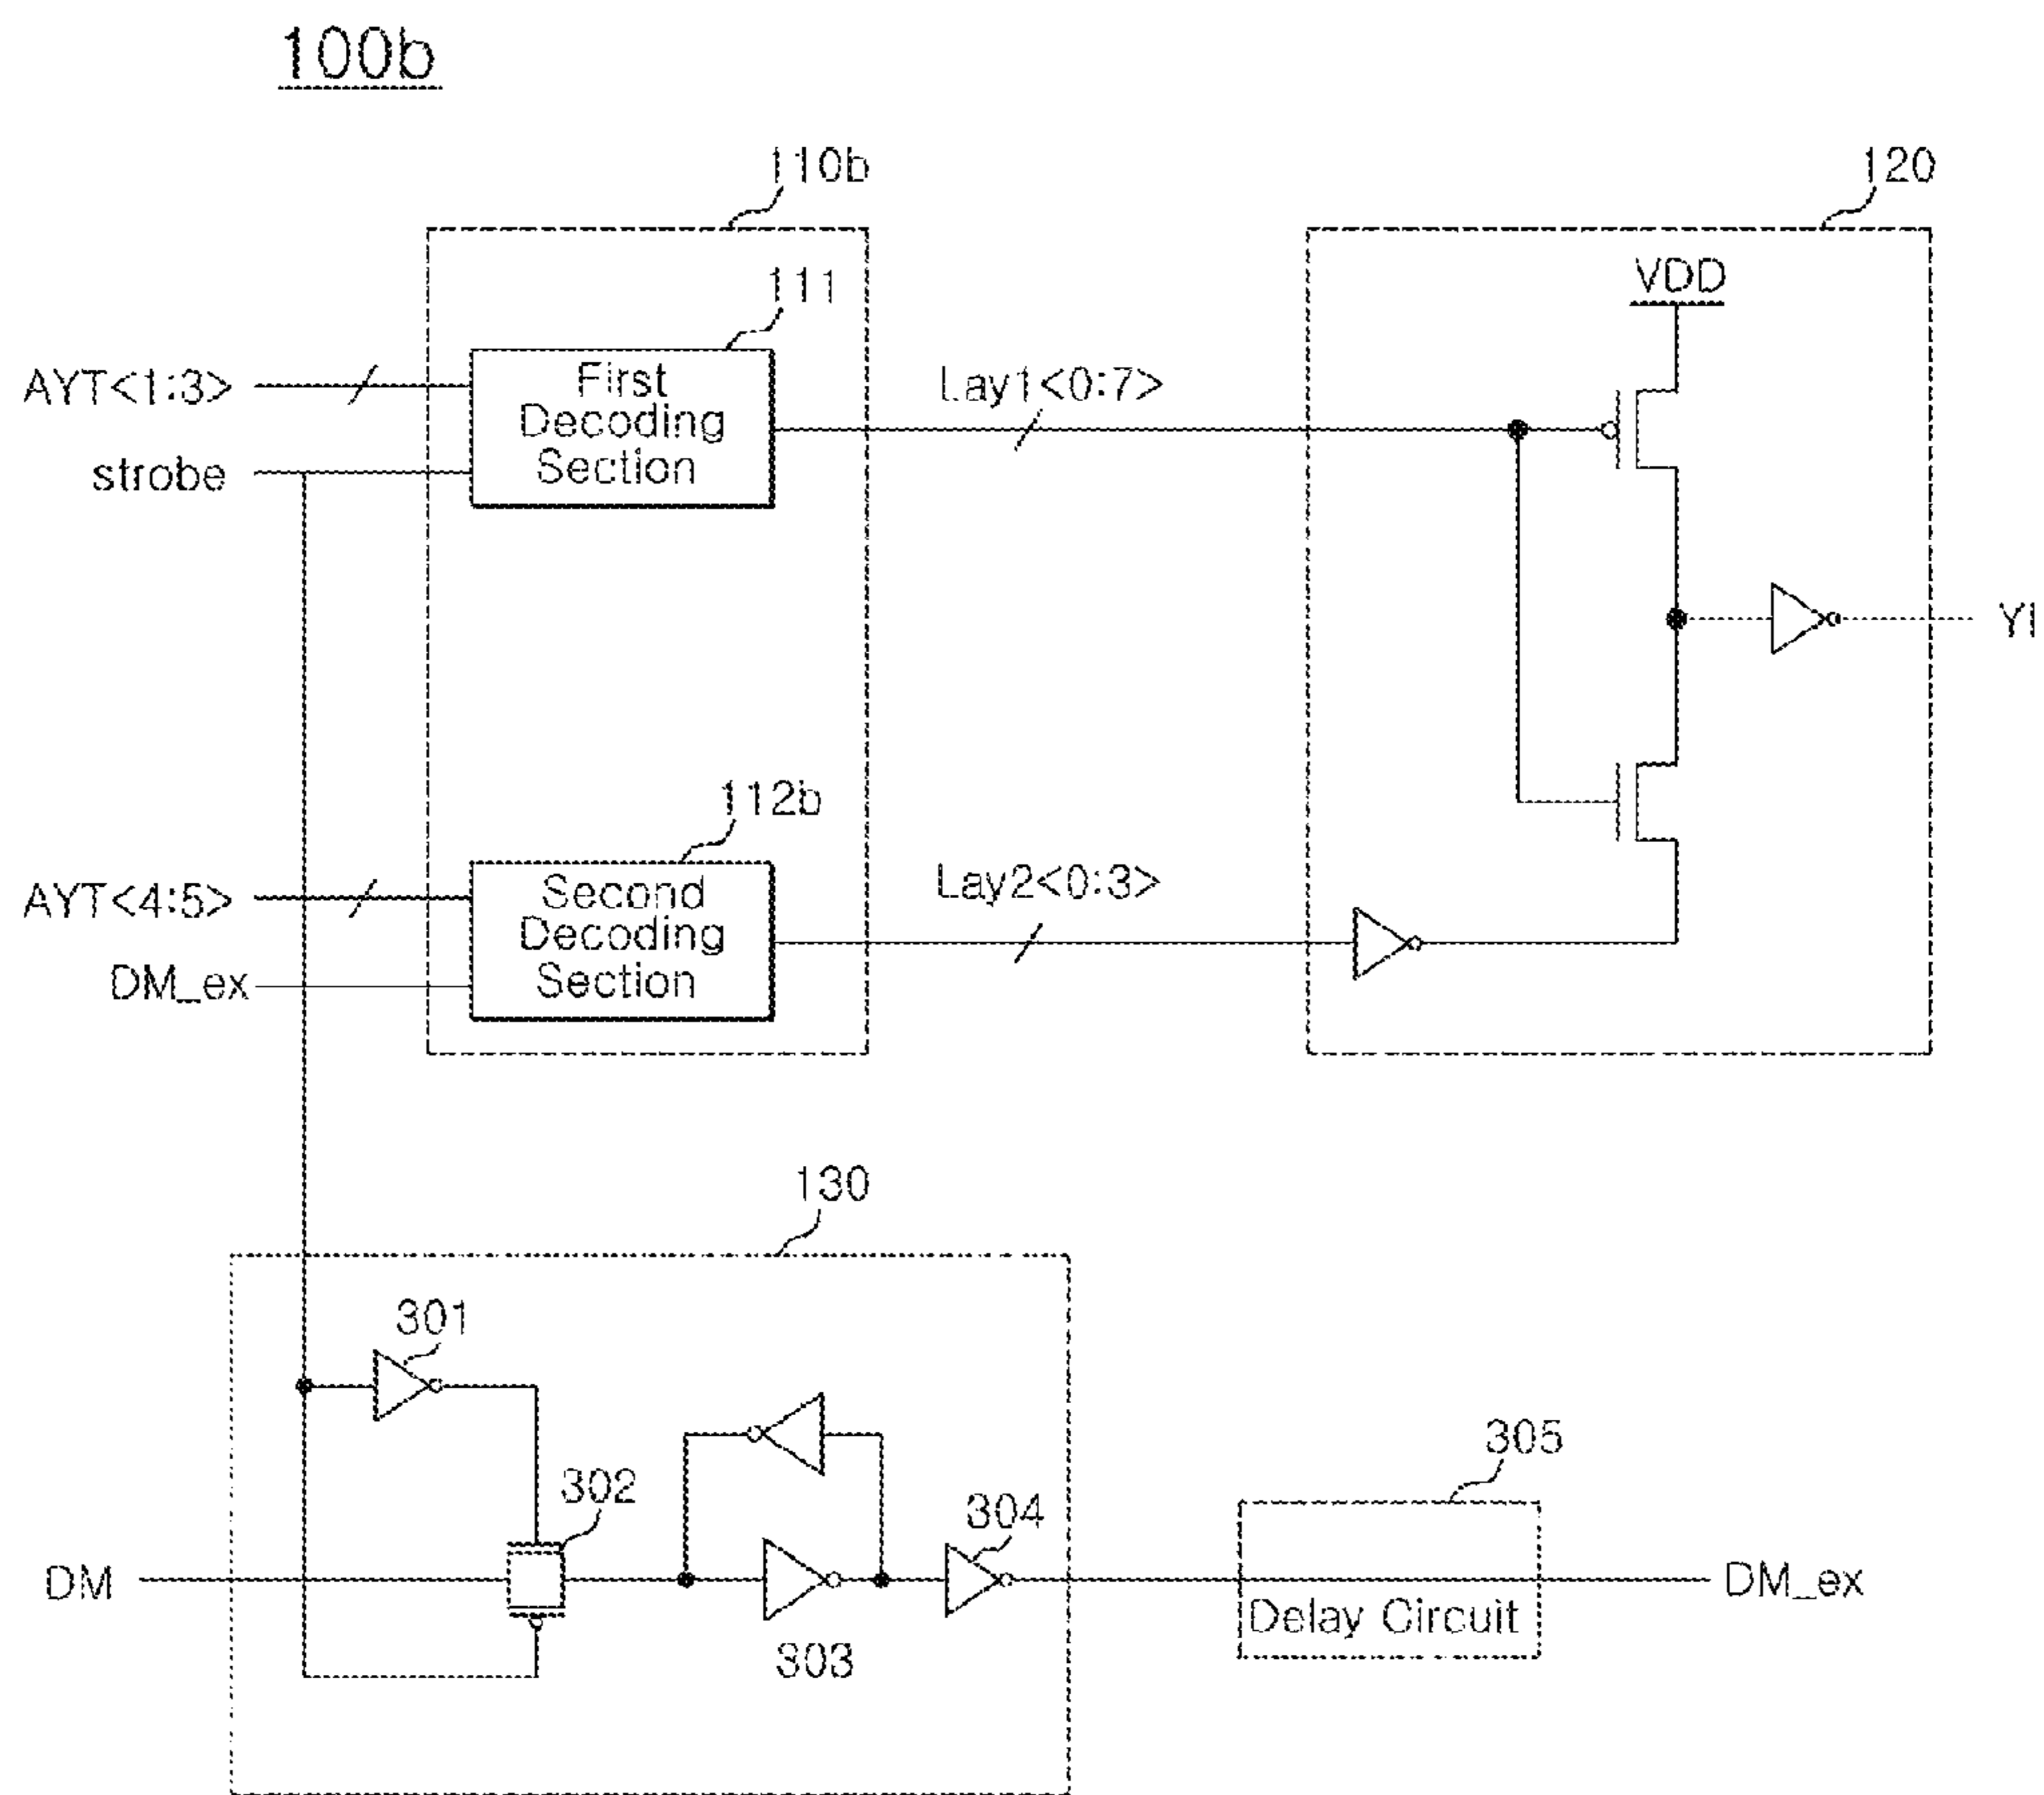 100b
110b
120
111
VDD
AYT<1:3>
First
Decoding
Section
Lay1<0:7>
strobe
YI
112b
AYT<4:5>
Second
Decoding
Section
Lay2<0:3>
DM_ex
130
301
302
303
304
305
DM
Delay Circuit
DM_ex